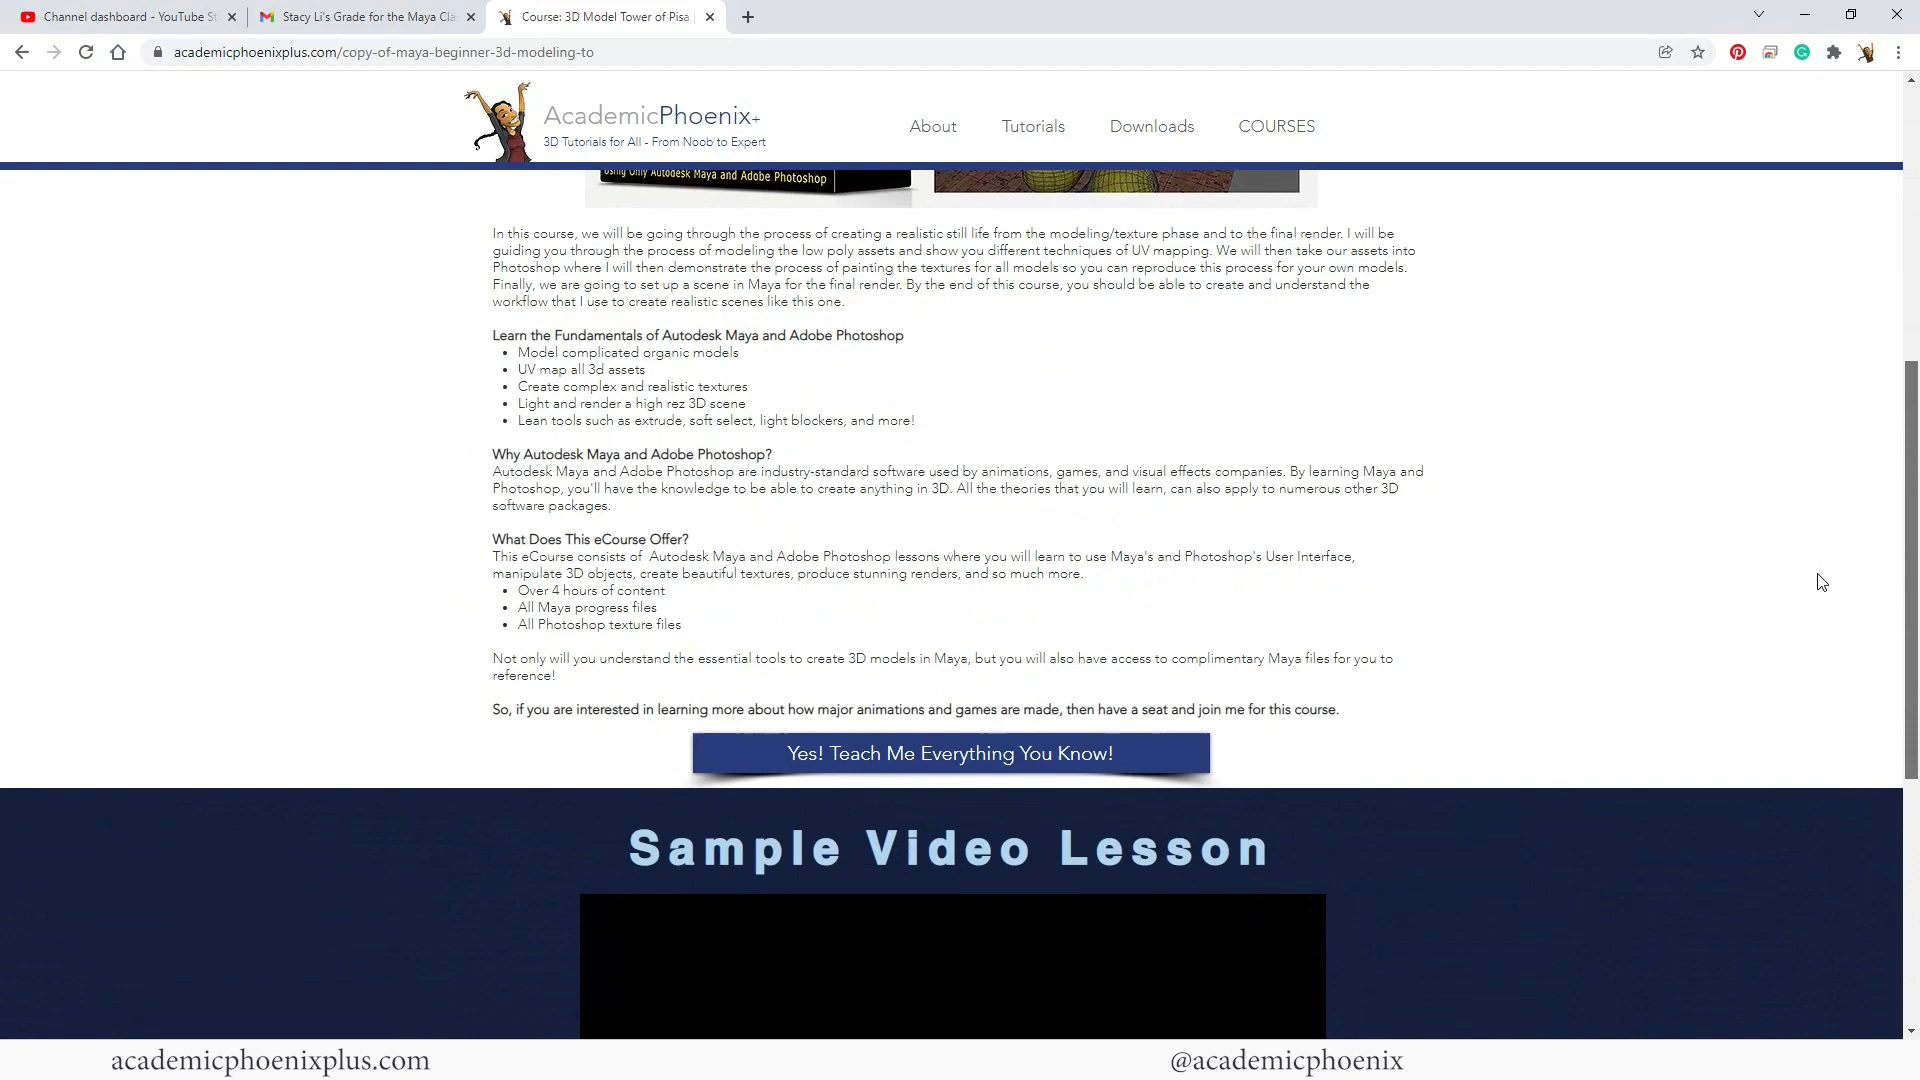 Channel dashboard - YouTube St
Stacy Li's Grade for the Maya Cla
Course: 3D Model Tower of Pisa
academicphoenixplus.com/copy-of-maya-beginner-3d-modeling-to
AcademicPhoenix+
3D Tutorials for All - From Noob to Expert
About
Tutorials
Downloads
COURSES
Using Only Autodesk Maya and Adobe Photoshop
In this course, we will be going through the process of creating a realistic still life from the modeling/texture phase and to the final render. I will be
guiding you through the process of modeling the low poly assets and show you different techniques of UV mapping. We will then take our assets into
Photoshop where I will then demonstrate the process of painting the textures for all models so you can reproduce this process for your own models.
Finally, we are going to set up a scene in Maya for the final render. By the end of this course, you should be able to create and understand the
workflow that I use to create realistic scenes like this one.
Learn the Fundamentals of Autodesk Maya and Adobe Photoshop
• Model complicated organic models
• UV map all 3d assets
• Create complex and realistic textures
• Light and render a high rez 3D scene
• Lean tools such as extrude, soft select, light blockers, and more!
Why Autodesk Maya and Adobe Photoshop?
Autodesk Maya and Adobe Photoshop are industry-standard software used by animations, games, and visual effects companies. By learning Maya and
Photoshop, you'll have the knowledge to be able to create anything in 3D. All the theories that you will learn, can also apply to numerous other 3D
software packages.
What Does This eCourse Offer?
This eCourse consists of Autodesk Maya and Adobe Photoshop lessons where you will learn to use Maya's and Photoshop's User Interface,
manipulate 3D objects, create beautiful textures, produce stunning renders, and so much more.
• Over 4 hours of content
• All Maya progress files
• All Photoshop texture files
Not only will you understand the essential tools to create 3D models in Maya, but you will also have access to complimentary Maya files for you to
reference!
So, if you are interested in learning more about how major animations and games are made, then have a seat and join me for this course.
Yes! Teach Me Everything You Know!
Sample Video Lesson
academicphoenixplus.com
@academicphoenix